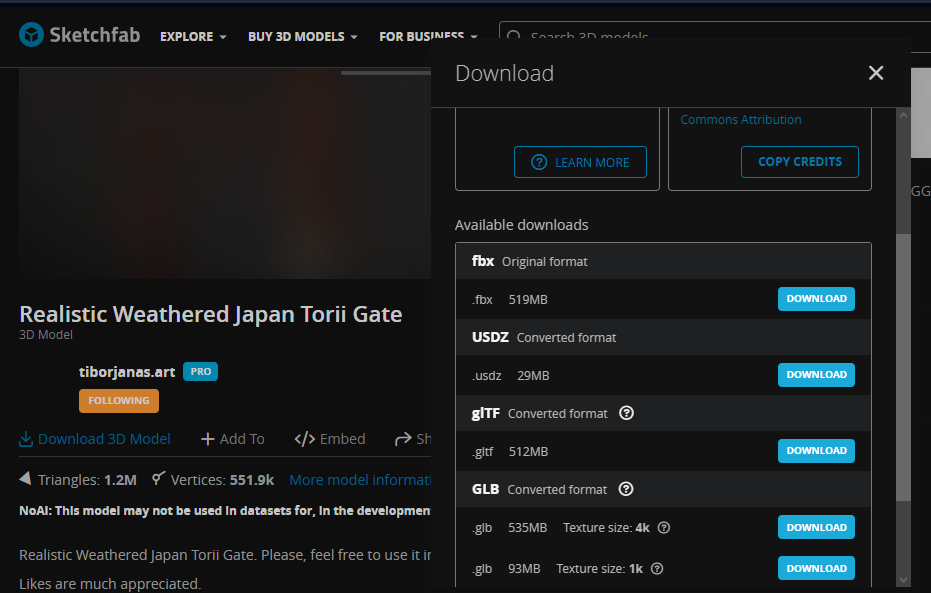 Sketchfab EXPLORE BUY 3D MODELS FOR BUSINESS Search 3D models
Download
Commons Attribution
LEARN MORE
COPY CREDITS
GG
Available downloads
fbx Original format
.fbx 519MB DOWNLOAD
USDZ Converted format
.usdz 29MB DOWNLOAD
glTF Converted format
.gltf 512MB DOWNLOAD
GLB Converted format
.glb 535MB Texture size: 4k DOWNLOAD
.glb 93MB Texture size: 1k DOWNLOAD
Realistic Weathered Japan Torii Gate
3D Model
tiborjanas.art PRO
FOLLOWING
Download 3D Model Add To Embed Sh
Triangles: 1.2M Vertices: 551.9k More model informati
NoAI: This model may not be used in datasets for, in the development
Realistic Weathered Japan Torii Gate. Please, feel free to use it in
Likes are much appreciated.